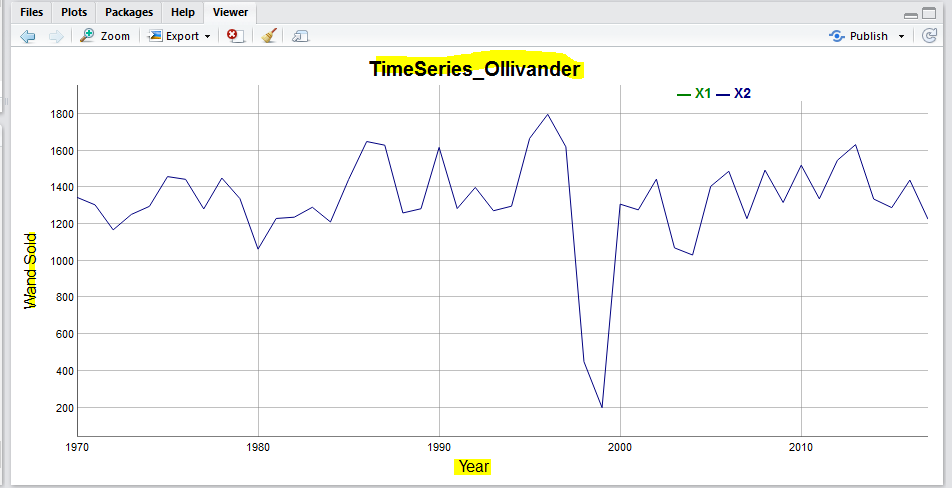 Files Plots Packages Help Viewer
Zoom Export Publish
TimeSeries_Ollivander
X1 X2
1800
1600
1400
1200
1000
800
600
400
200
Wand Sold
1970 1980 1990 2000 2010
Year